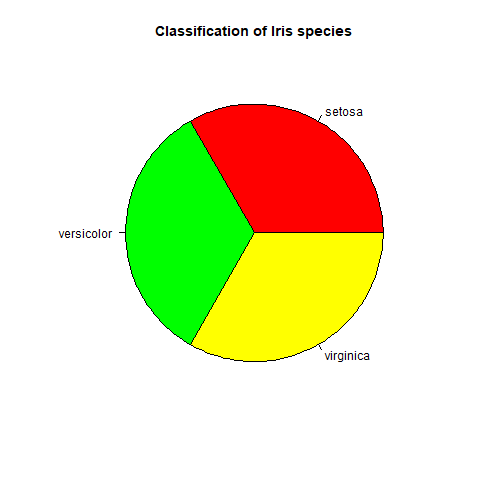 Classification of Iris species
setosa
versicolor
virginica